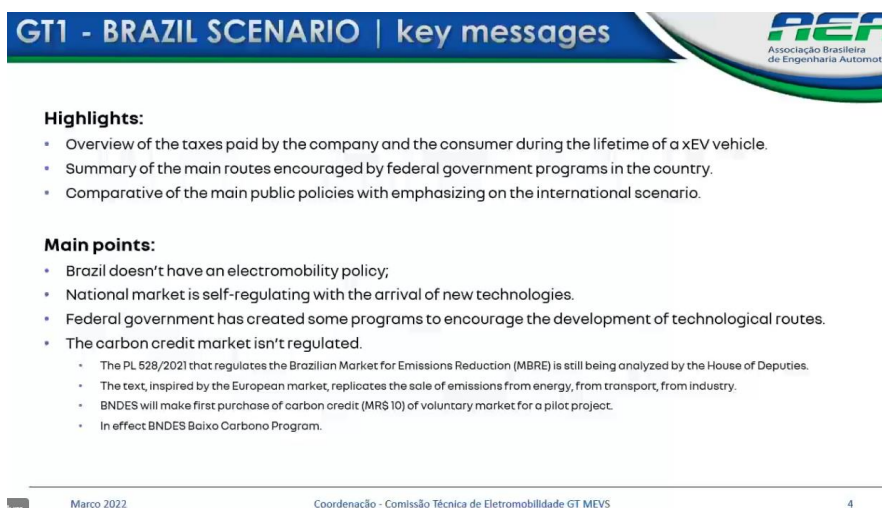 GT1 - BRAZIL SCENARIO | key messages
AEA
Associação Brasileira
de Engenharia Automot
Highlights:
• Overview of the taxes paid by the company and the consumer during the lifetime of a xEV vehicle.
• Summary of the main routes encouraged by federal government programs in the country.
• Comparative of the main public policies with emphasizing on the international scenario.
Main points:
• Brazil doesn't have an electromobility policy;
• National market is self-regulating with the arrival of new technologies.
• Federal government has created some programs to encourage the development of technological routes.
• The carbon credit market isn't regulated.
• The PL 528/2021 that regulates the Brazilian Market for Emissions Reduction (MBRE) is still being analyzed by the House of Deputies.
• The text, inspired by the European market, replicates the sale of emissions from energy, from transport, from industry.
• BNDES will make first purchase of carbon credit (MR$ 10) of voluntary market for a pilot project.
• In effect BNDES Baixo Carbono Program.
Março 2022
Coordenação - Comissão Técnica de Eletromobilidade GT MEVS
4